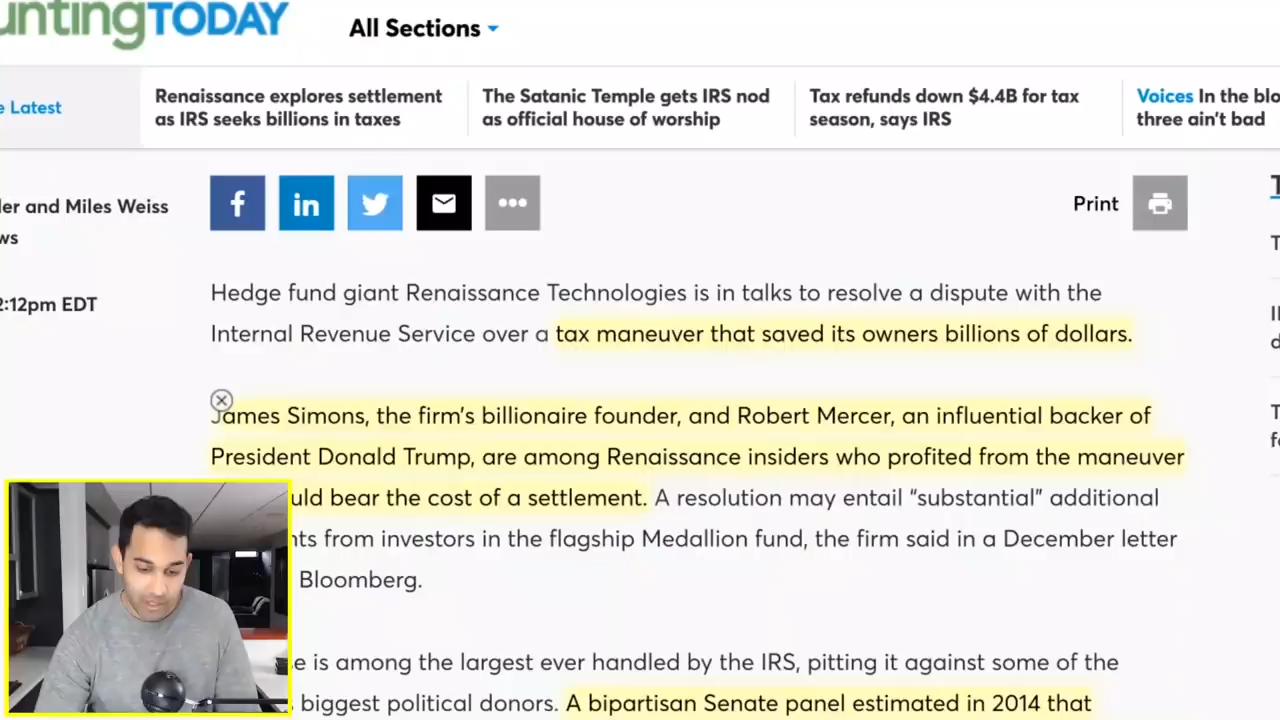 untingTODAY
All Sections
e Latest
Renaissance explores settlement
as IRS seeks billions in taxes
The Satanic Temple gets IRS nod
as official house of worship
Tax refunds down $4.4B for tax
season, says IRS
Voices In the blo
three ain't bad
ler and Miles Weiss
ws
2:12pm EDT
f
in
Print
T
T
Hedge fund giant Renaissance Technologies is in talks to resolve a dispute with the
Internal Revenue Service over a tax maneuver that saved its owners billions of dollars.
James Simons, the firm's billionaire founder, and Robert Mercer, an influential backer of
President Donald Trump, are among Renaissance insiders who profited from the maneuver
uld bear the cost of a settlement. A resolution may entail “substantial” additional
nts from investors in the flagship Medallion fund, the firm said in a December letter
Bloomberg.
e is among the largest ever handled by the IRS, pitting it against some of the
biggest political donors. A bipartisan Senate panel estimated in 2014 that